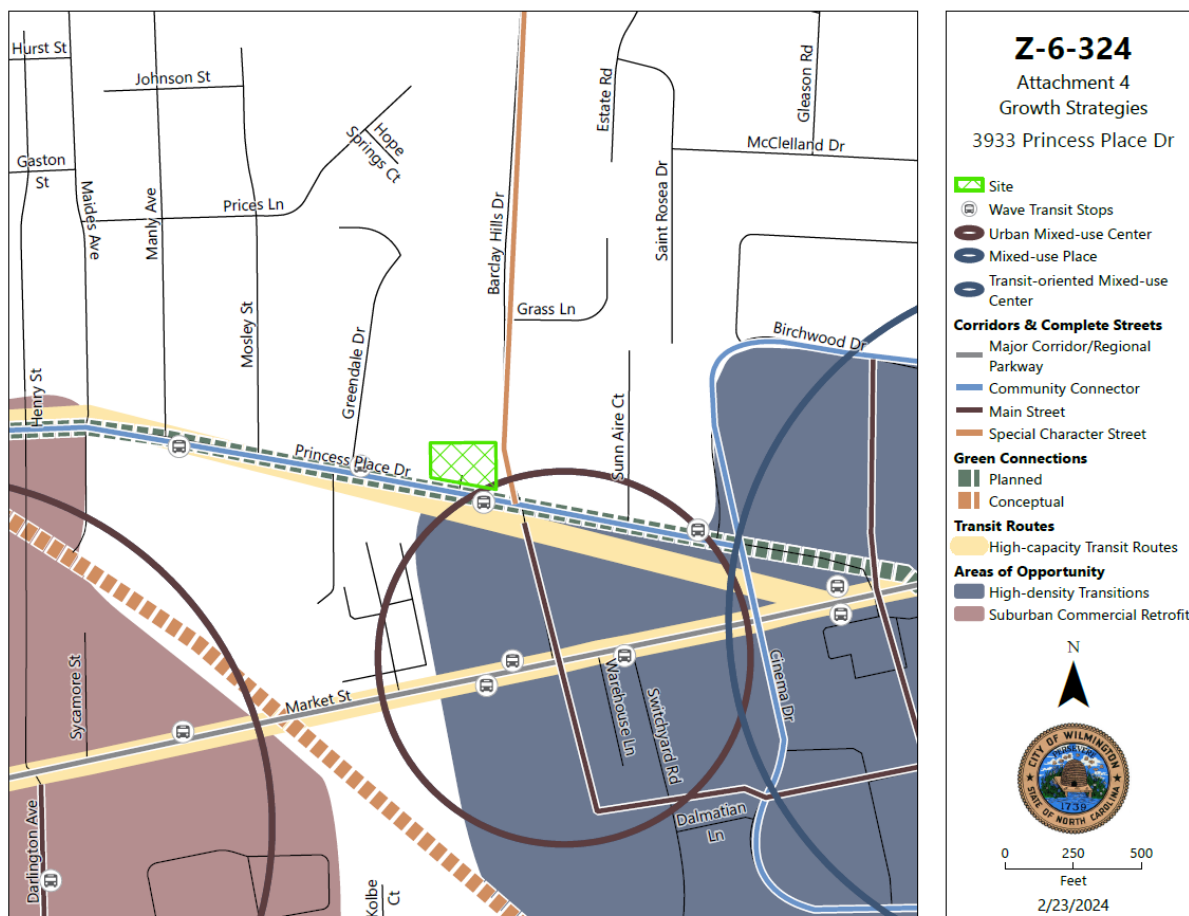 Hurst St
Johnson St
Gaston
St
Maides Ave
Manly Ave
Hope
Springs Ct
Prices Ln
Mosley St
Greendale Dr
Henry St
Princess Place Dr
Barclay Hills Dr
Estate Rd
Gleason Rd
McClelland Dr
Saint Rosea Dr
Grass Ln
Birchwood Dr
Sunn Aire Ct
Sycamore St
Market St
Warehouse Ln
Switchyard Rd
Cinema Dr
Dalmatian
Ln
Darlington Ave
Kolbe
Ct
Z-6-324
Attachment 4
Growth Strategies
3933 Princess Place Dr
Site
Wave Transit Stops
Urban Mixed-use Center
Mixed-use Place
Transit-oriented Mixed-use
Center
Corridors & Complete Streets
Major Corridor/Regional
Parkway
Community Connector
Main Street
Special Character Street
Green Connections
Planned
Conceptual
Transit Routes
High-capacity Transit Routes
Areas of Opportunity
High-density Transitions
Suburban Commercial Retrofit
N
CITY OF WILMINGTON
PERSEVERE
1739
STATE OF NORTH CAROLINA
0 250 500
Feet
2/23/2024